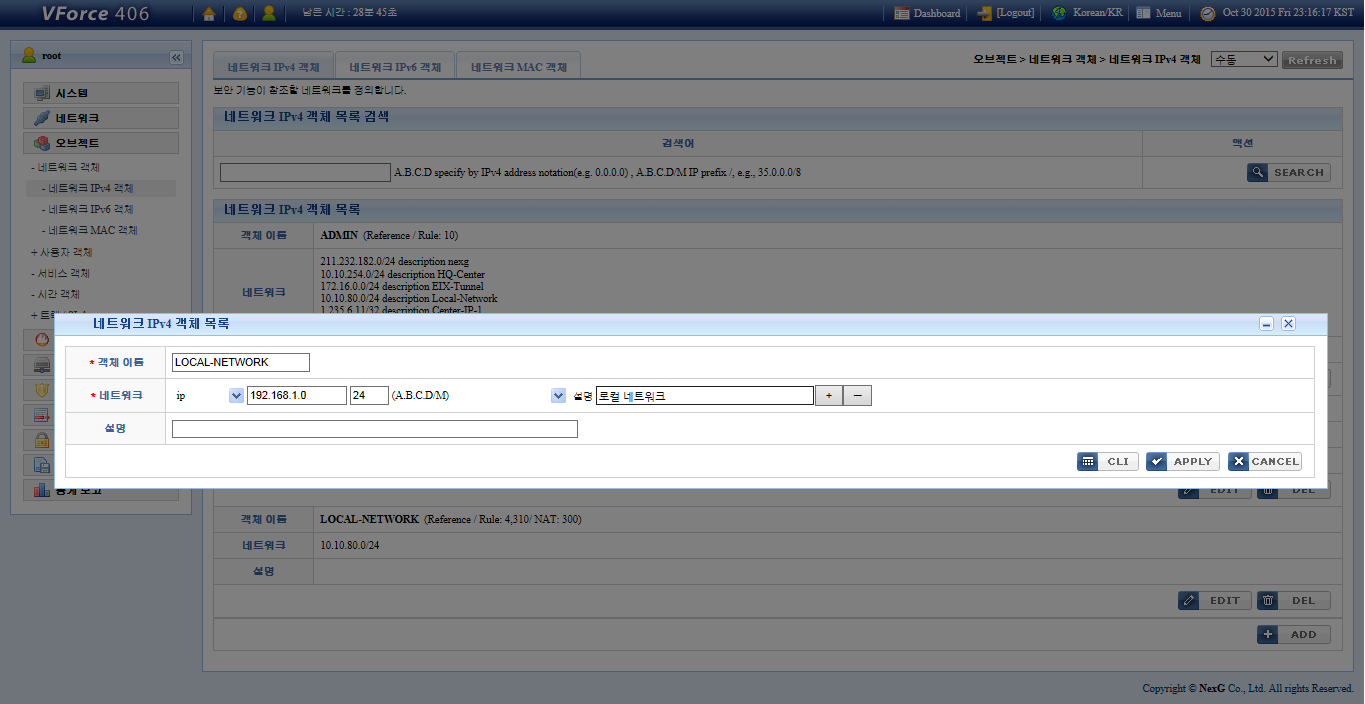 VForce 406
남은 시간 : 28분 45초
Dashboard
[Logout]
Korean/KR
Menu
Oct 30 2015 Fri 23:16:17 KST
root
시스템
네트워크
오브젝트
- 네트워크 객체
- 네트워크 IPv4 객체
- 네트워크 IPv6 객체
- 네트워크 MAC 객체
+ 사용자 객체
- 서비스 객체
- 시간 객체
네트워크 IPv4 객체
네트워크 IPv6 객체
네트워크 MAC 객체
오브젝트 > 네트워크 객체 > 네트워크 IPv4 객체
수동
Refresh
보안 기능이 참조할 네트워크를 정의합니다.
네트워크 IPv4 객체 목록 검색
검색어
액션
A.B.C.D specify by IPv4 address notation(e.g. 0.0.0.0) , A.B.C.D/M IP prefix /, e.g., 35.0.0.0/8
SEARCH
네트워크 IPv4 객체 목록
객체 이름
ADMIN (Reference / Rule: 10)
네트워크
211.232.182.0/24 description nexg
10.10.254.0/24 description HQ-Center
172.16.0.0/24 description EIX-Tunnel
10.10.80.0/24 description Local-Network
1.235.6.11/32 description Center-IP-1
네트워크 IPv4 객체 목록
* 객체 이름
LOCAL-NETWORK
* 네트워크
ip
192.168.1.0
24
(A.B.C.D/M)
설명
로컬 네트워크
+
−
설명
CLI
APPLY
CANCEL
통계 보고
EDIT
DEL
객체 이름
LOCAL-NETWORK (Reference / Rule: 4,310/ NAT: 300)
네트워크
10.10.80.0/24
설명
EDIT
DEL
ADD
Copyright © NexG Co., Ltd. All rights Reserved.